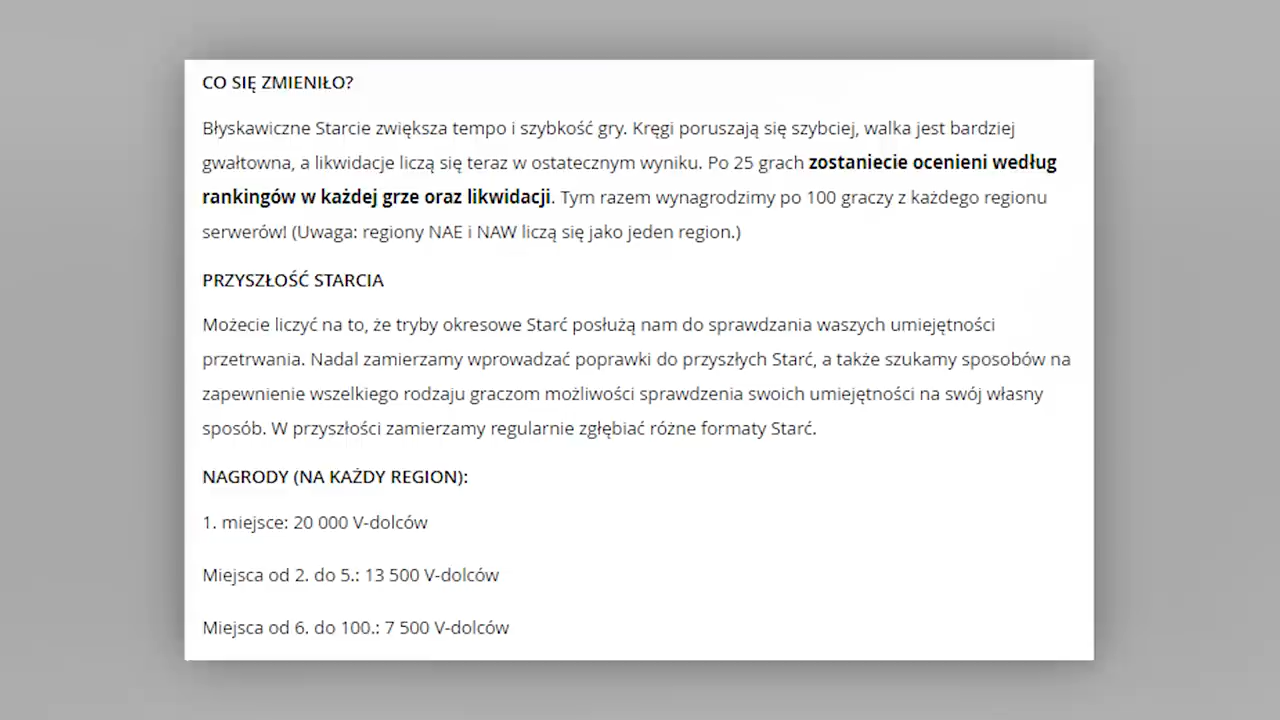 CO SIĘ ZMIENIŁO?
Błyskawiczne Starcie zwiększa tempo i szybkość gry. Kręgi poruszają się szybciej, walka jest bardziej
gwałtowna, a likwidacje liczą się teraz w ostatecznym wyniku. Po 25 grach zostaniecie ocenieni według
rankingów w każdej grze oraz likwidacji. Tym razem wynagrodzimy po 100 graczy z każdego regionu
serwerów! (Uwaga: regiony NAE i NAW liczą się jako jeden region.)
PRZYSZŁOŚĆ STARCIA
Możecie liczyć na to, że tryby okresowe Starć posłużą nam do sprawdzania waszych umiejętności
przetrwania. Nadal zamierzamy wprowadzać poprawki do przyszłych Starć, a także szukamy sposobów na
zapewnienie wszelkiego rodzaju graczom możliwości sprawdzenia swoich umiejętności na swój własny
sposób. W przyszłości zamierzamy regularnie zgłębiać różne formaty Starć.
NAGRODY (NA KAŻDY REGION):
1. miejsce: 20 000 V-dolców
Miejsca od 2. do 5.: 13 500 V-dolców
Miejsca od 6. do 100.: 7 500 V-dolców